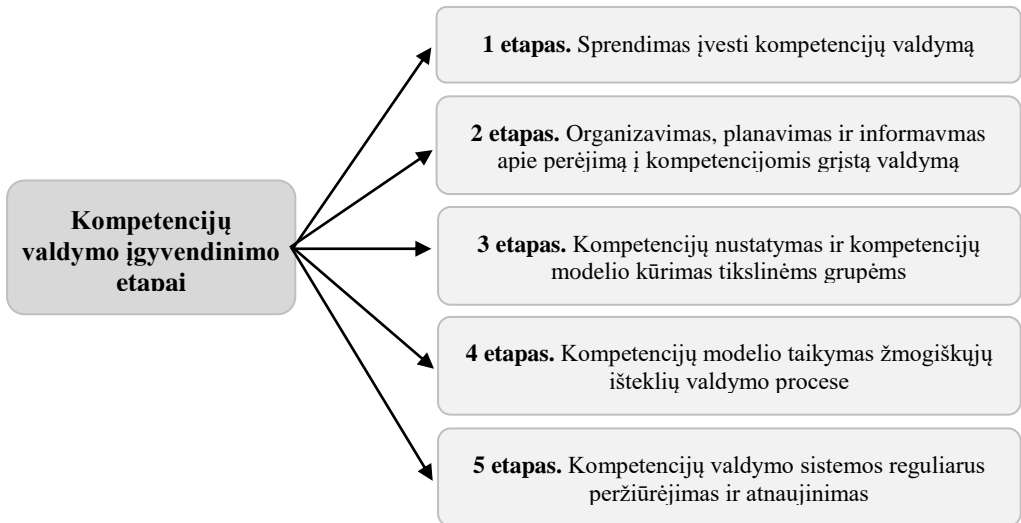 Kompetencijų
valdymo įgyvendinimo
etapai
1 etapas. Sprendimas įvesti kompetencijų valdymą
2 etapas. Organizavimas, planavimas ir informavmas
apie perėjimą į kompetencijomis grįstą valdymą
3 etapas. Kompetencijų nustatymas ir kompetencijų
modelio kūrimas tikslinėms grupėms
4 etapas. Kompetencijų modelio taikymas žmogiškųjų
išteklių valdymo procese
5 etapas. Kompetencijų valdymo sistemos reguliarus
peržiūrėjimas ir atnaujinimas